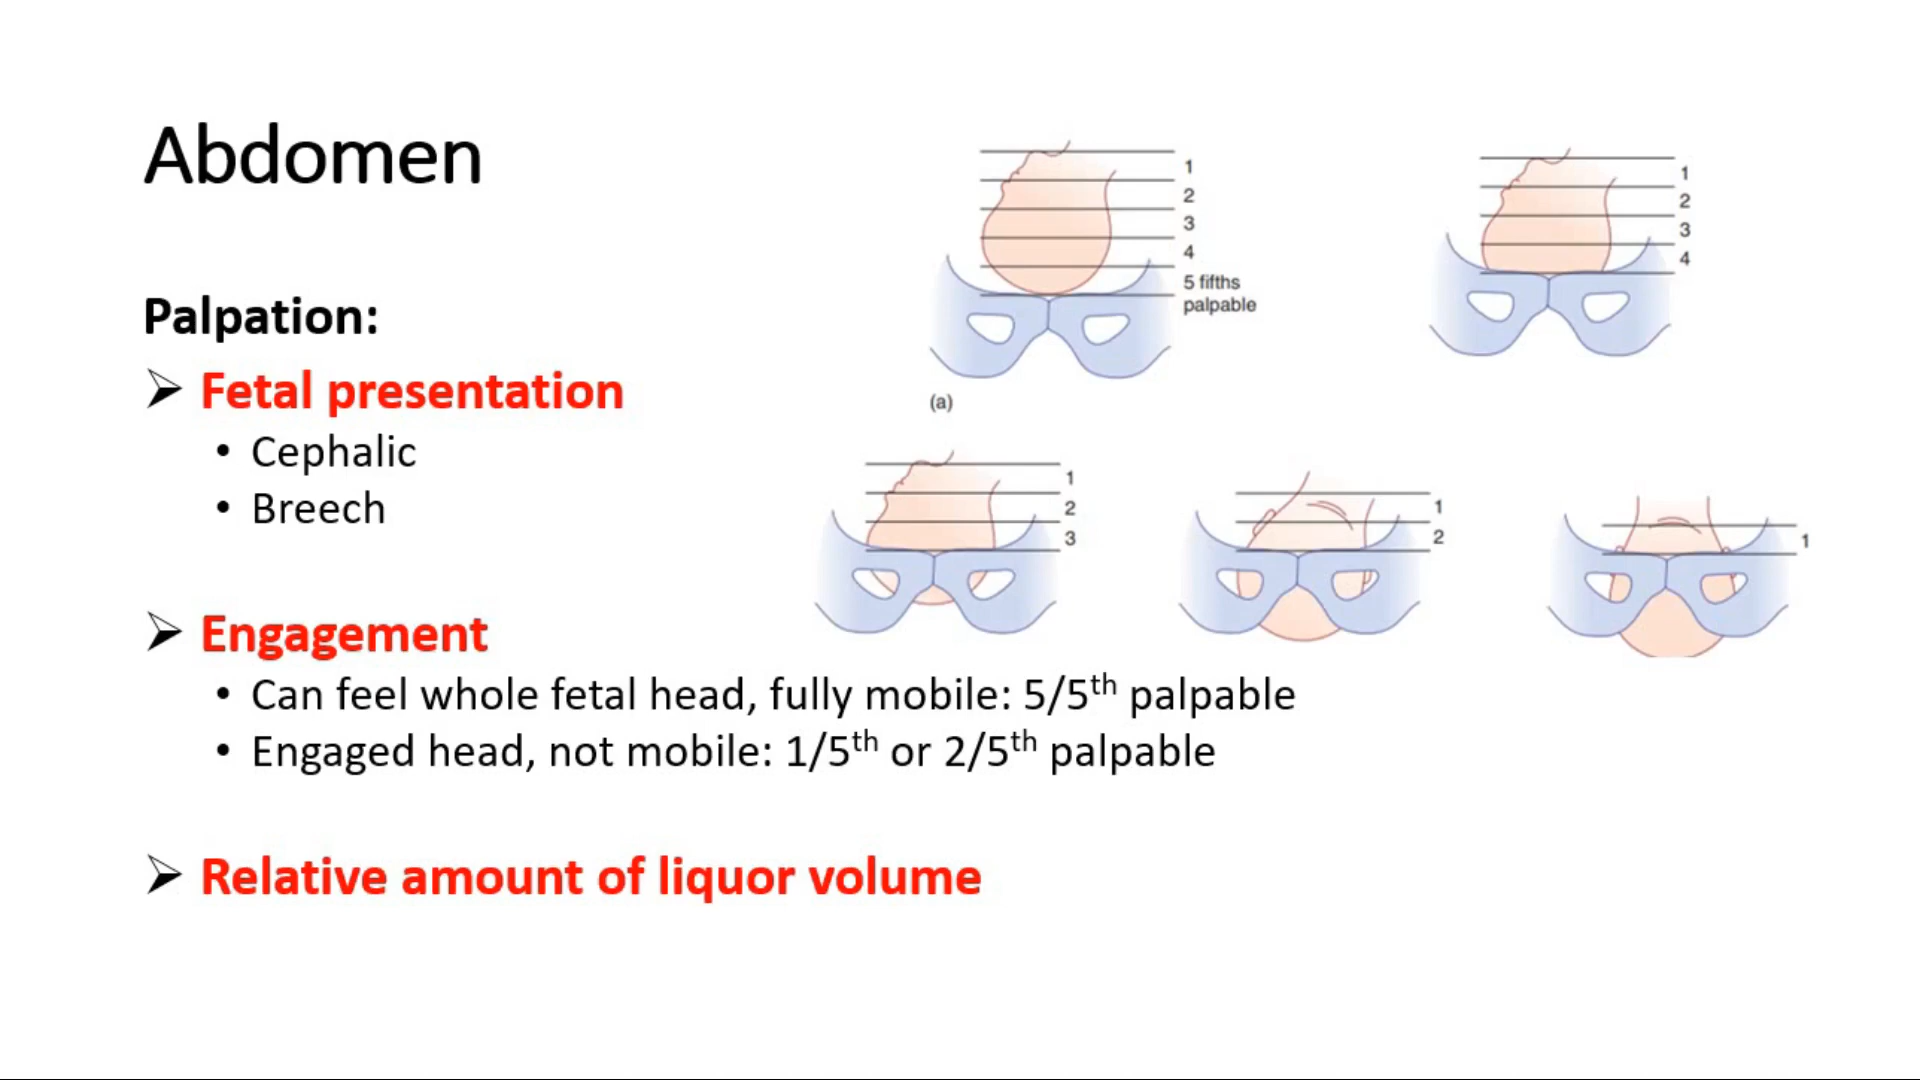 Abdomen
Palpation:
➢ Fetal presentation
• Cephalic
• Breech
➢ Engagement
• Can feel whole fetal head, fully mobile: 5/5th palpable
• Engaged head, not mobile: 1/5th or 2/5th palpable
➢ Relative amount of liquor volume
1
2
3
4
5 fifths
palpable
(a)
1
2
3
4
1
2
3
1
2
1